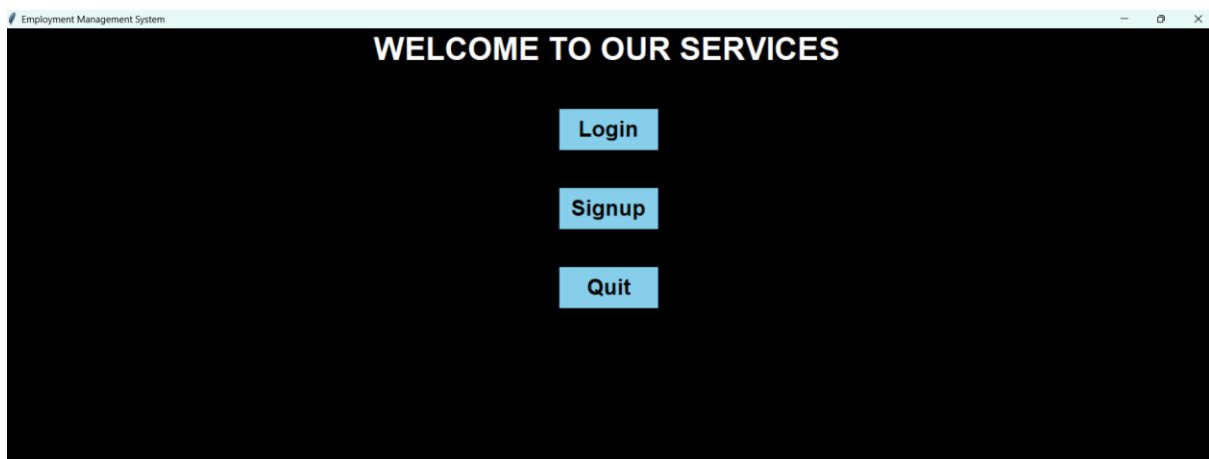 Employment Management System
WELCOME TO OUR SERVICES
Login
Signup
Quit